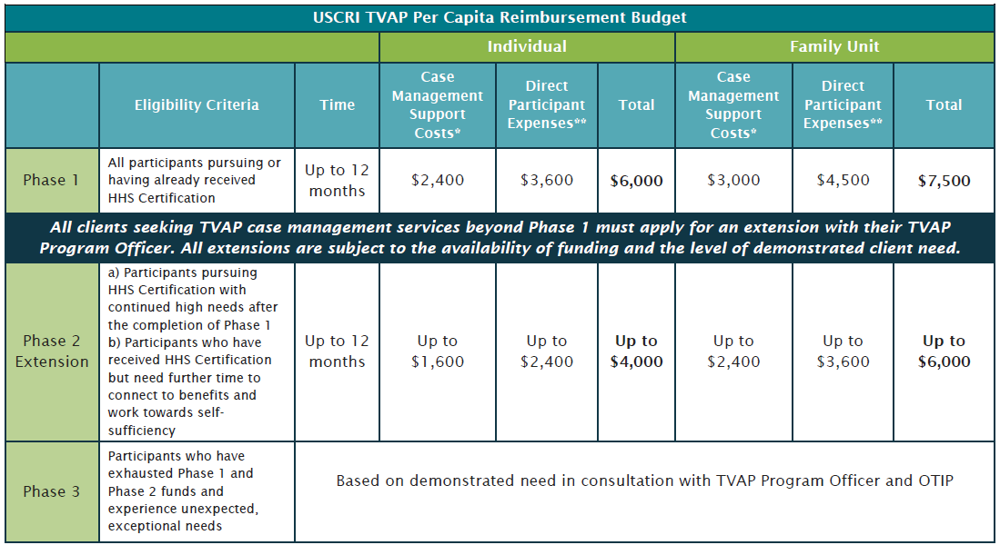 USCRI TVAP Per Capita Reimbursement Budget
Individual
Family Unit
Eligibility Criteria
Time
Case
Management
Support
Costs*
Direct
Participant
Expenses**
Total
Case
Management
Support
Costs*
Direct
Participant
Expenses**
Total
Phase 1
All participants pursuing or
having already received
HHS Certification
Up to 12
months
$2,400
$3,600
$6,000
$3,000
$4,500
$7,500
All clients seeking TVAP case management services beyond Phase 1 must apply for an extension with their TVAP
Program Officer. All extensions are subject to the availability of funding and the level of demonstrated client need.
Phase 2
Extension
a) Participants pursuing
HHS Certification with
continued high needs after
the completion of Phase 1
b) Participants who have
received HHS Certification
but need further time to
connect to benefits and
work towards self-
sufficiency
Up to 12
months
Up to
$1,600
Up to
$2,400
Up to
$4,000
Up to
$2,400
Up to
$3,600
Up to
$6,000
Phase 3
Participants who have
exhausted Phase 1 and
Phase 2 funds and
experience unexpected,
exceptional needs
Based on demonstrated need in consultation with TVAP Program Officer and OTIP